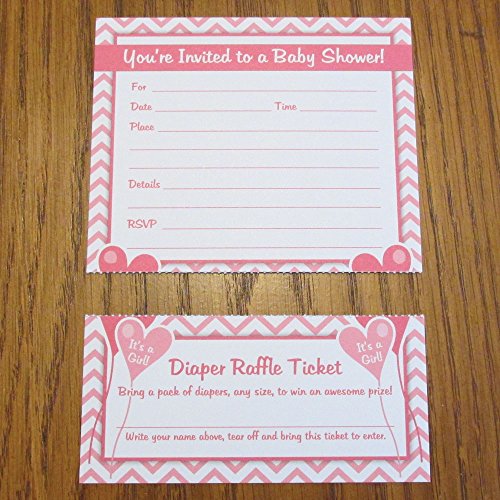 You're Invited to a Baby Shower!
For
Date Time
Place
Details
RSVP
It's a Girl!
It's a Girl!
Diaper Raffle Ticket
Bring a pack of diapers, any size, to win an awesome prize!
Write your name above, tear off and bring this ticket to enter.